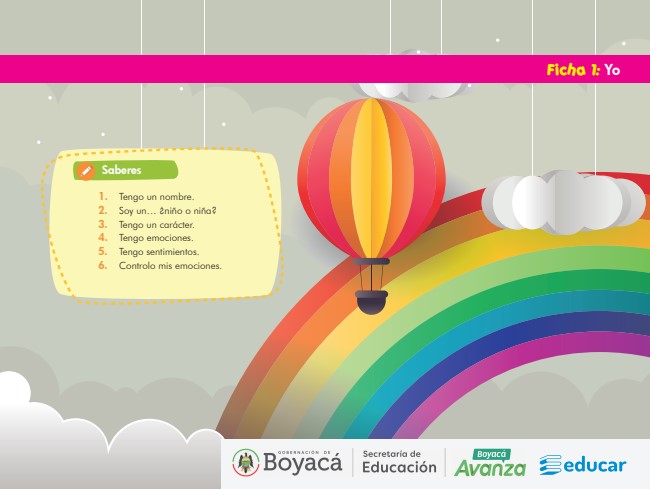 Ficha 1: Yo
Saberes
1. Tengo un nombre.
2. Soy un... ¿niño o niña?
3. Tengo un carácter.
4. Tengo emociones.
5. Tengo sentimientos.
6. Controlo mis emociones.
GOBERNACIÓN DE
Boyacá
Secretaría de
Educación
Boyacá
Avanza
educar